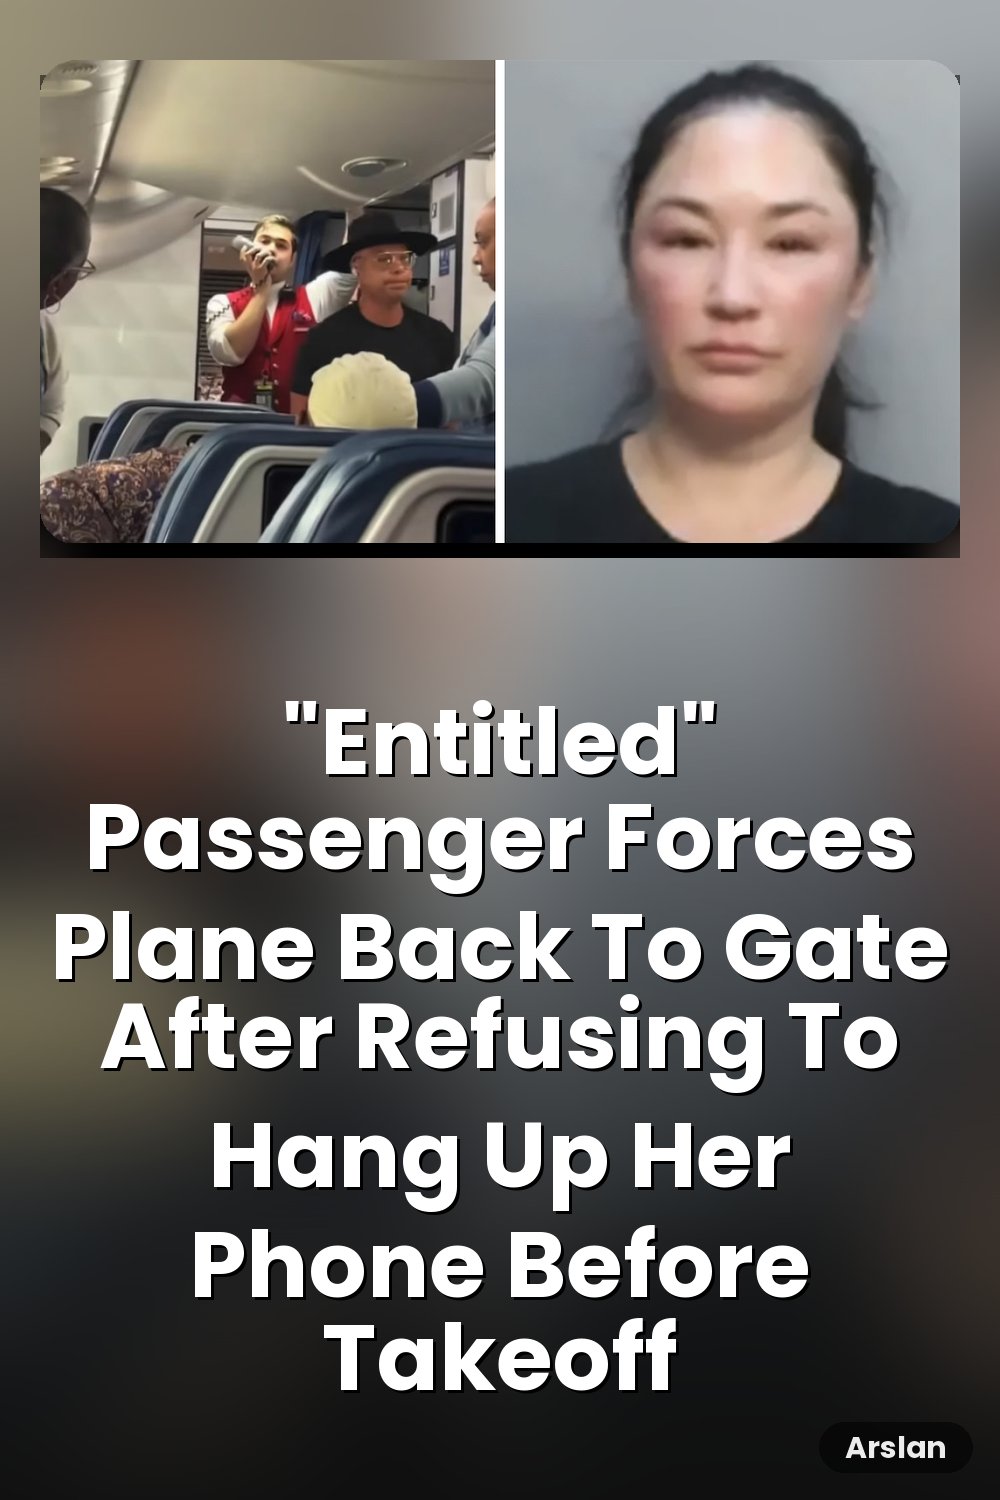 "Entitled"
Passenger Forces
Plane Back To Gate
After Refusing To
Hang Up Her
Phone Before
Takeoff
Arslan